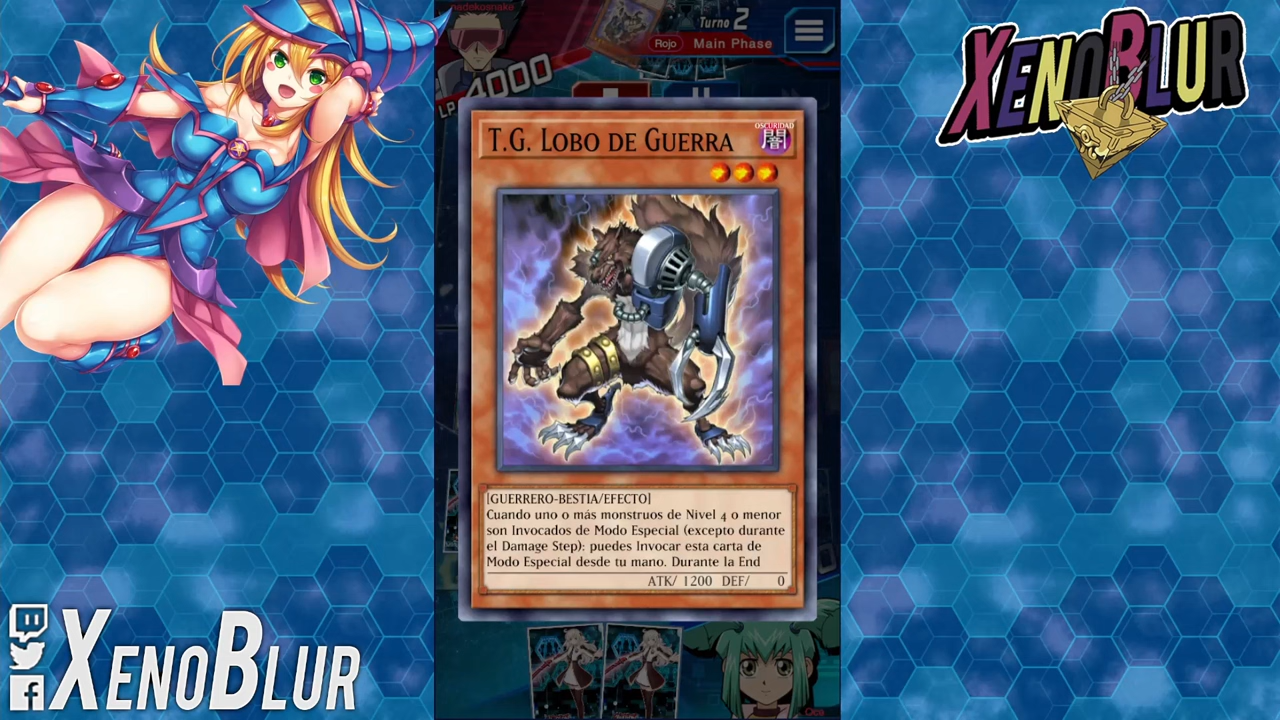 nadekosnake
LP 4000
Turno 2
Rojo Main Phase
XENOBLUR
T.G. LOBO DE GUERRA
OSCURIDAD
闇
[GUERRERO-BESTIA/EFECTO]
Cuando uno o más monstruos de Nivel 4 o menor
son Invocados de Modo Especial (excepto durante
el Damage Step): puedes Invocar esta carta de
Modo Especial desde tu mano. Durante la End
ATK/ 1200 DEF/ 0
XENOBLUR